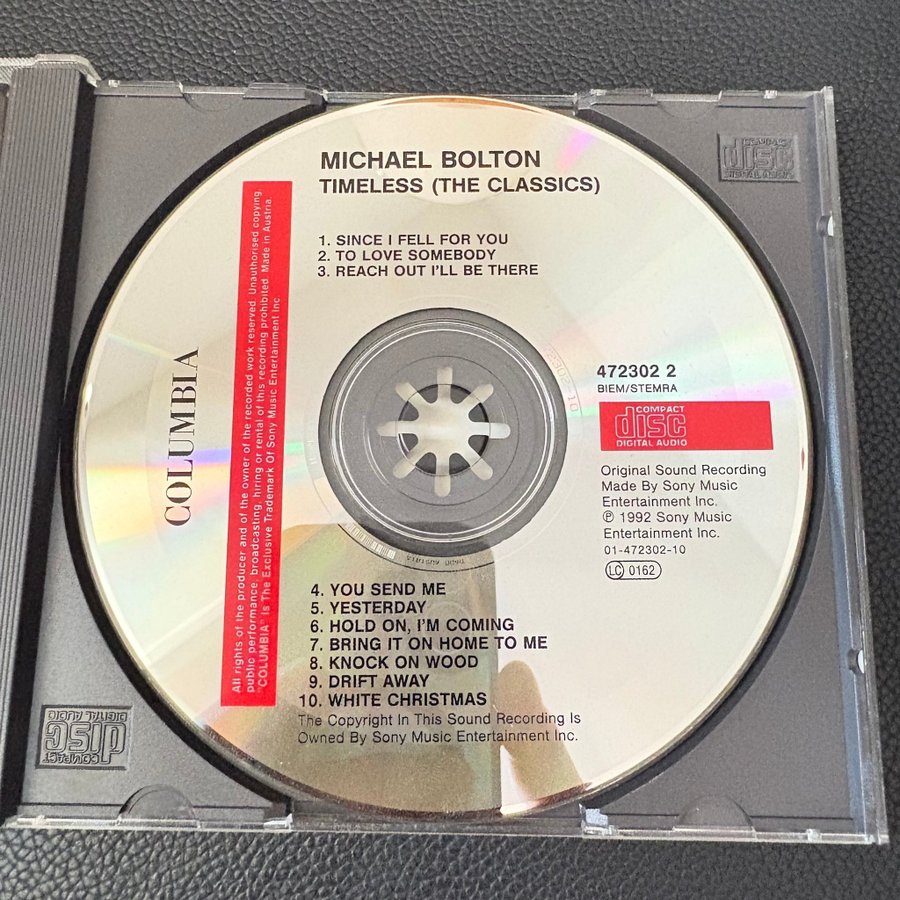 MICHAEL BOLTON
TIMELESS (THE CLASSICS)
1. SINCE I FELL FOR YOU
2. TO LOVE SOMEBODY
3. REACH OUT I'LL BE THERE
COLUMBIA
All rights of the producer and of the owner of the recorded work reserved. Unauthorised copying,
public performance, broadcasting, hiring or rental of this recording prohibited. Made in Austria.
"COLUMBIA" Is The Exclusive Trademark Of Sony Music Entertainment Inc
472302 2
BIEM/STEMRA
COMPACT
disc
DIGITAL AUDIO
Original Sound Recording
Made By Sony Music
Entertainment Inc.
℗ 1992 Sony Music
Entertainment Inc.
01-472302-10
LC 0162
4. YOU SEND ME
5. YESTERDAY
6. HOLD ON, I'M COMING
7. BRING IT ON HOME TO ME
8. KNOCK ON WOOD
9. DRIFT AWAY
10. WHITE CHRISTMAS
The Copyright In This Sound Recording Is
Owned By Sony Music Entertainment Inc.
COMPACT
disc
DIGITAL AUDIO
COMPACT
disc
DIGITAL AUDIO